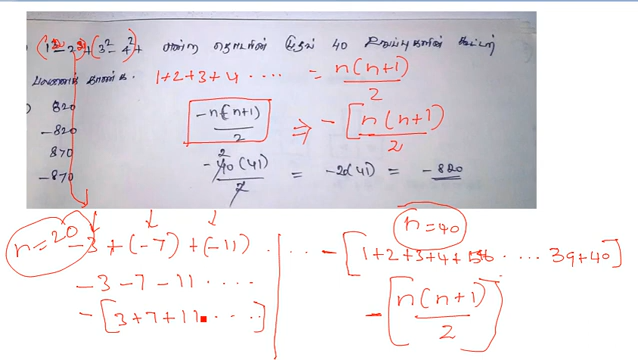 (1² - 2²) + (3² - 4²) + என்ற தொடரின் முதல் 40 உறுப்புகளின் கூட்டற்
பலனைக் காண்க. 1+2+3+4 .... = n(n+1)/2
820
-820
870
-870
-n(n+1)/2 ⇒ -[n(n+1)/2]
-40(41)/2 = -20(41) = -820
n=20
-3 + (-7) + (-11) . . .
-3 -7 -11 ....
-[3+7+11 ....]
n=40
-[1+2+3+4+ .... 39+40]
-[n(n+1)/2]